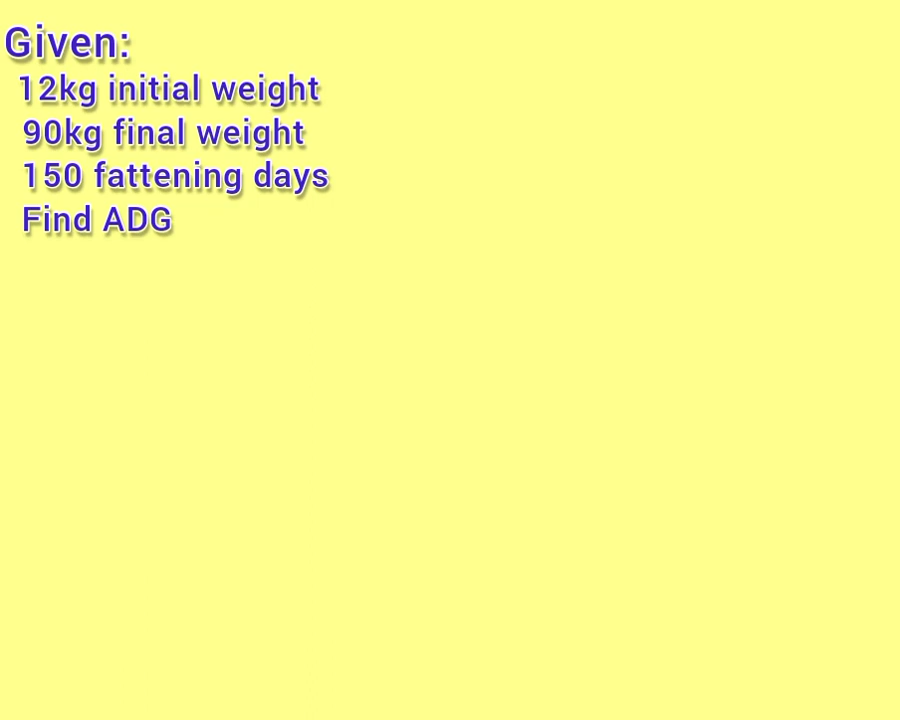 Given:
12kg initial weight
90kg final weight
150 fattening days
Find ADG